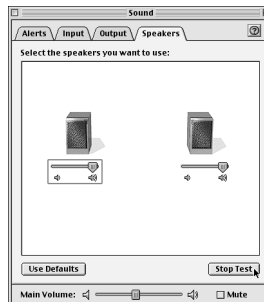 Sound
Alerts Input Output Speakers ?
Select the speakers you want to use:
Use Defaults Stop Test
Main Volume: Mute